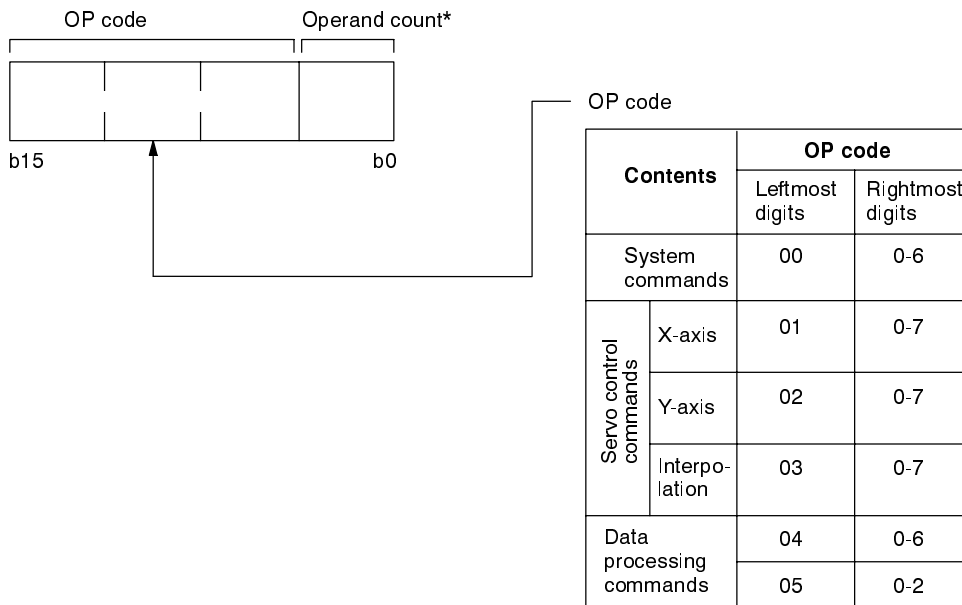 OP code Operand count*
b15 b0
OP code
Contents OP code
Leftmost digits Rightmost digits
System commands 00 0-6
Servo control commands
X-axis 01 0-7
Y-axis 02 0-7
Interpo-
lation 03 0-7
Data processing commands 04 0-6
05 0-2